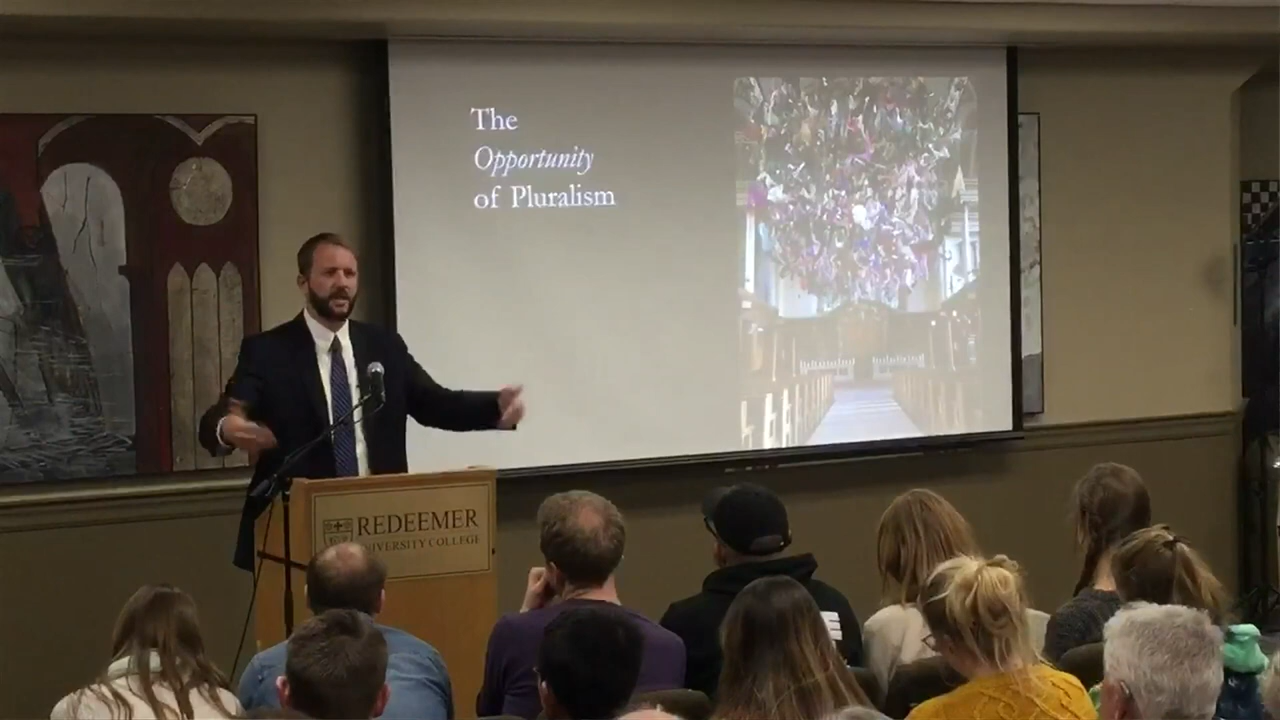 The
Opportunity
of Pluralism
REDEEMER
UNIVERSITY COLLEGE